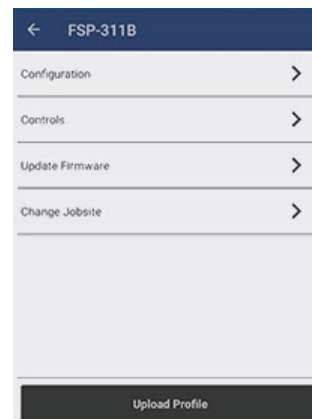 FSP-311B
Configuration
Controls
Update Firmware
Change Jobsite
Upload Profile